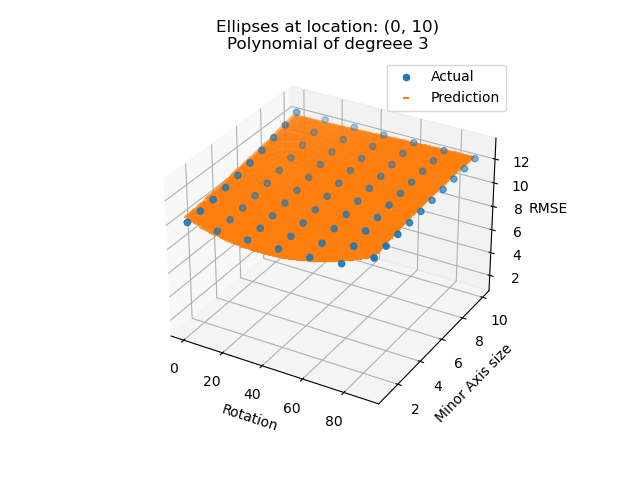 Ellipses at location: (0, 10)
Polynomial of degreee 3
Actual
Prediction
12
10
8
6
4
2
RMSE
10
8
6
4
2
Minor Axis size
0
20
40
60
80
Rotation